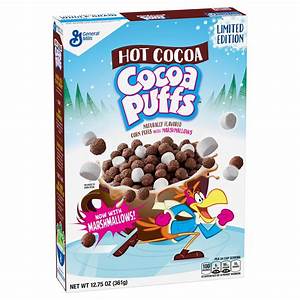 General
Mills
LIMITED
EDITION
HOT COCOA
Cocoa
Puffs
NATURALLY FLAVORED
CORN PUFFS WITH MARSHMALLOWS
NOW WITH
MARSHMALLOWS!
NET WT 12.75 OZ (361g)